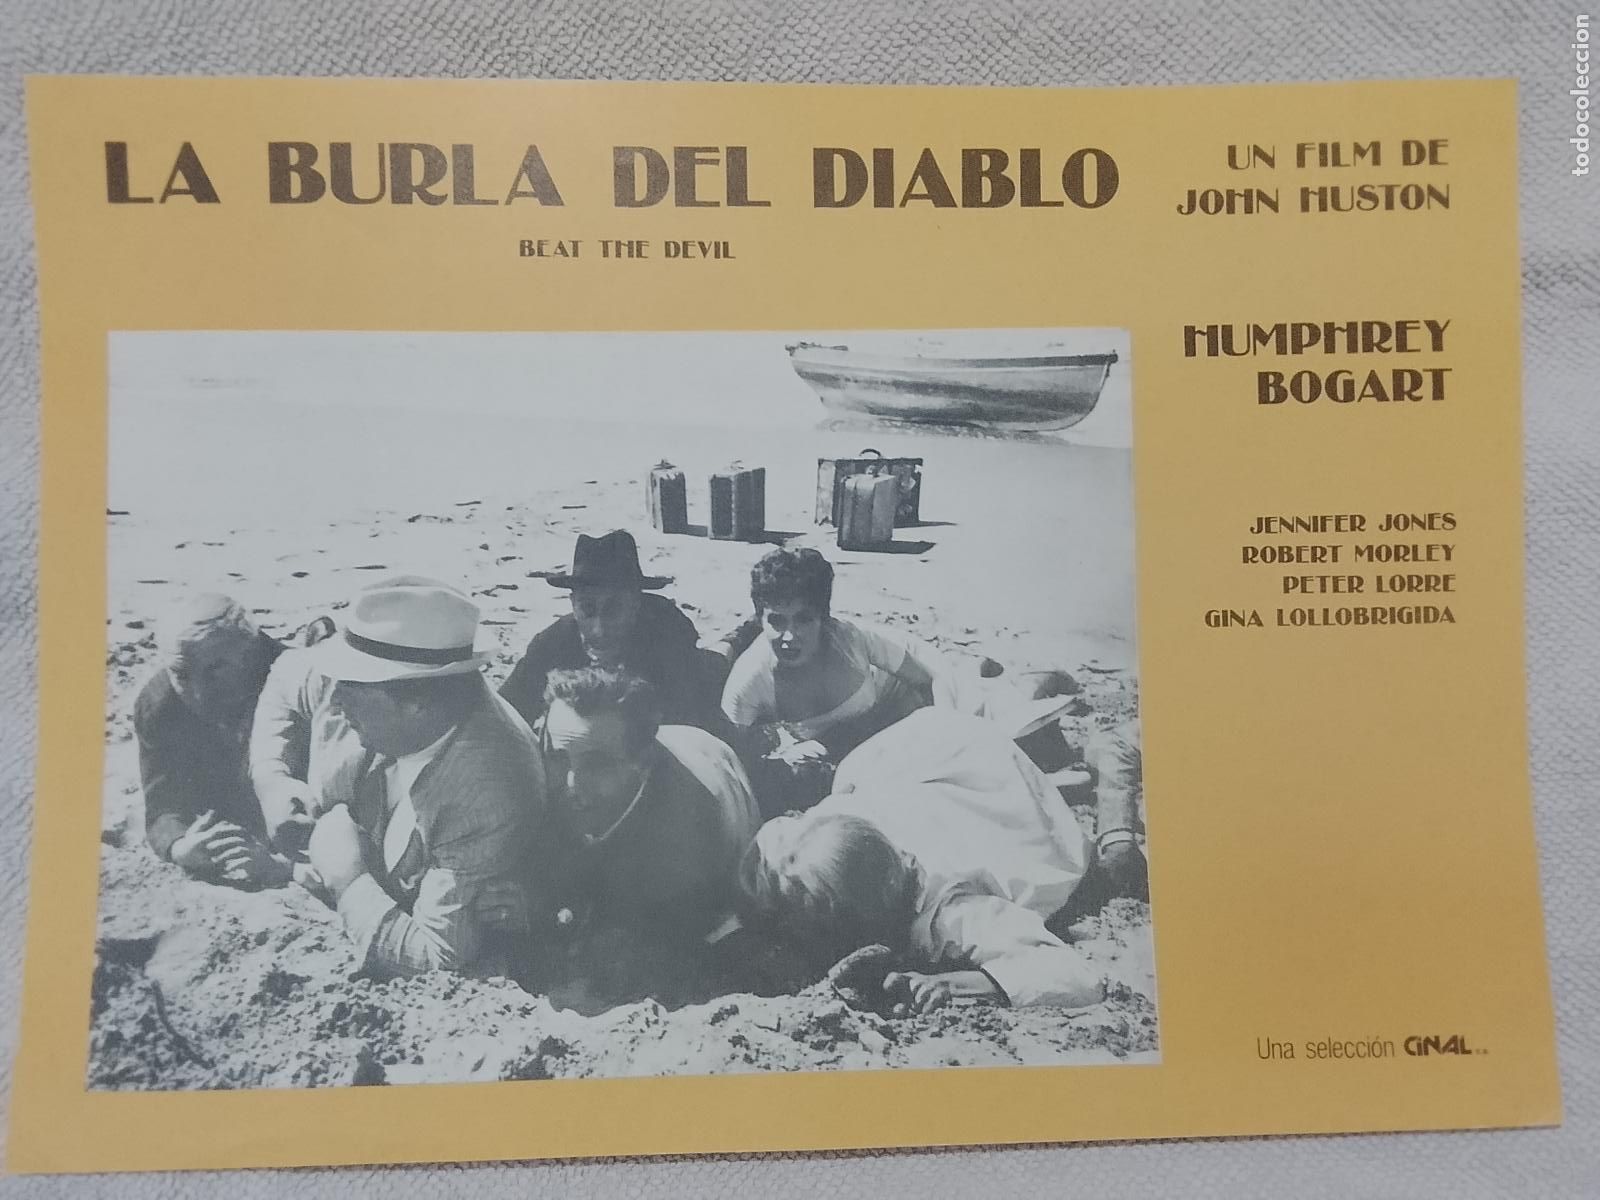 LA BURLA DEL DIABLO
BEAT THE DEVIL
UN FILM DE
JOHN HUSTON
HUMPHREY
BOGART
JENNIFER JONES
ROBERT MORLEY
PETER LORRE
GINA LOLLOBRIGIDA
Una selección CINAL
todocoleccion